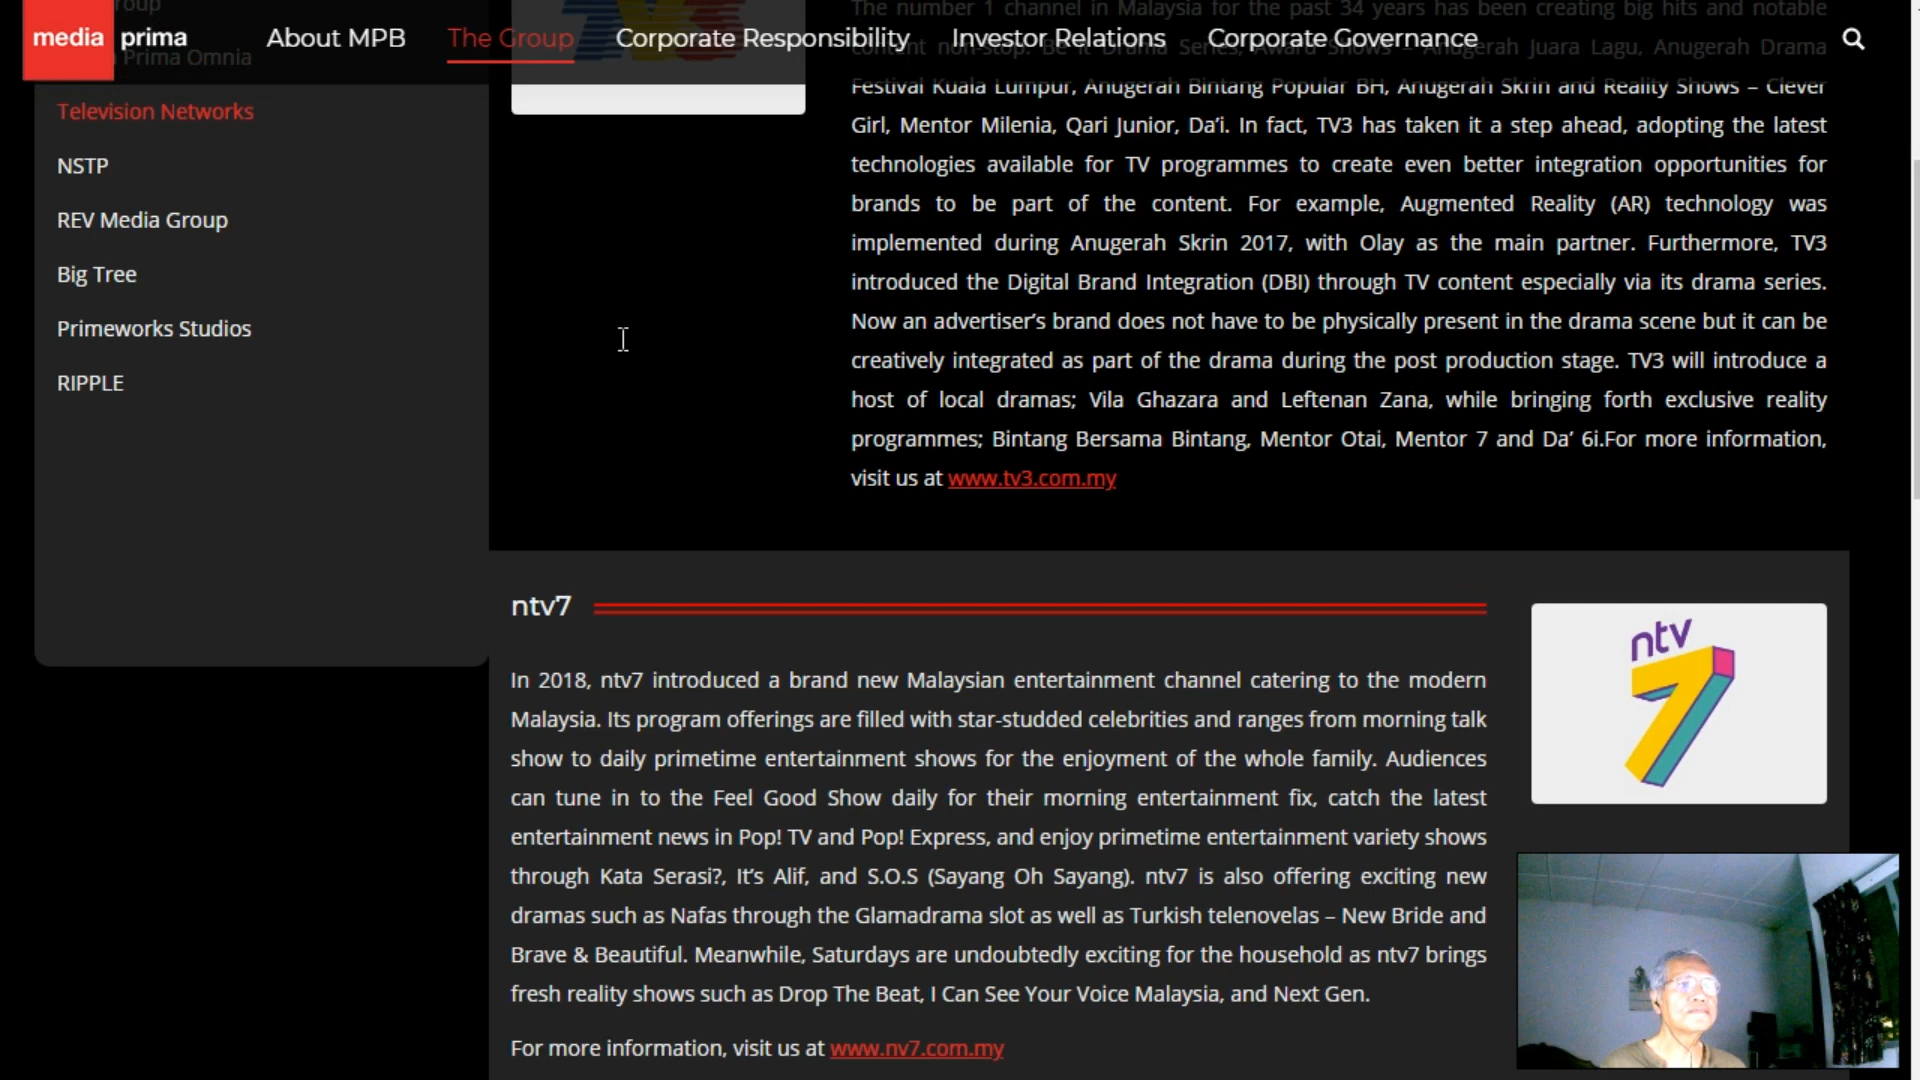 roup
Prima Omnia
media prima
About MPB
The Group
Corporate Responsibility
Investor Relations
Corporate Governance
Television Networks
NSTP
REV Media Group
Big Tree
Primeworks Studios
RIPPLE
The number 1 channel in Malaysia for the past 34 years has been creating big hits and notable
content non-stop. Be it Drama Series, Award Shows – Anugerah Juara Lagu, Anugerah Drama
Festival Kuala Lumpur, Anugerah Bintang Popular BH, Anugerah Skrin and Reality Shows – Clever
Girl, Mentor Milenia, Qari Junior, Da’i. In fact, TV3 has taken it a step ahead, adopting the latest
technologies available for TV programmes to create even better integration opportunities for
brands to be part of the content. For example, Augmented Reality (AR) technology was
implemented during Anugerah Skrin 2017, with Olay as the main partner. Furthermore, TV3
introduced the Digital Brand Integration (DBI) through TV content especially via its drama series.
Now an advertiser’s brand does not have to be physically present in the drama scene but it can be
creatively integrated as part of the drama during the post production stage. TV3 will introduce a
host of local dramas; Vila Ghazara and Leftenan Zana, while bringing forth exclusive reality
programmes; Bintang Bersama Bintang, Mentor Otai, Mentor 7 and Da’ 6i.For more information,
visit us at www.tv3.com.my
ntv7
In 2018, ntv7 introduced a brand new Malaysian entertainment channel catering to the modern
Malaysia. Its program offerings are filled with star-studded celebrities and ranges from morning talk
show to daily primetime entertainment shows for the enjoyment of the whole family. Audiences
can tune in to the Feel Good Show daily for their morning entertainment fix, catch the latest
entertainment news in Pop! TV and Pop! Express, and enjoy primetime entertainment variety shows
through Kata Serasi?, It’s Alif, and S.O.S (Sayang Oh Sayang). ntv7 is also offering exciting new
dramas such as Nafas through the Glamadrama slot as well as Turkish telenovelas – New Bride and
Brave & Beautiful. Meanwhile, Saturdays are undoubtedly exciting for the household as ntv7 brings
fresh reality shows such as Drop The Beat, I Can See Your Voice Malaysia, and Next Gen.
For more information, visit us at www.nv7.com.my
ntv
7